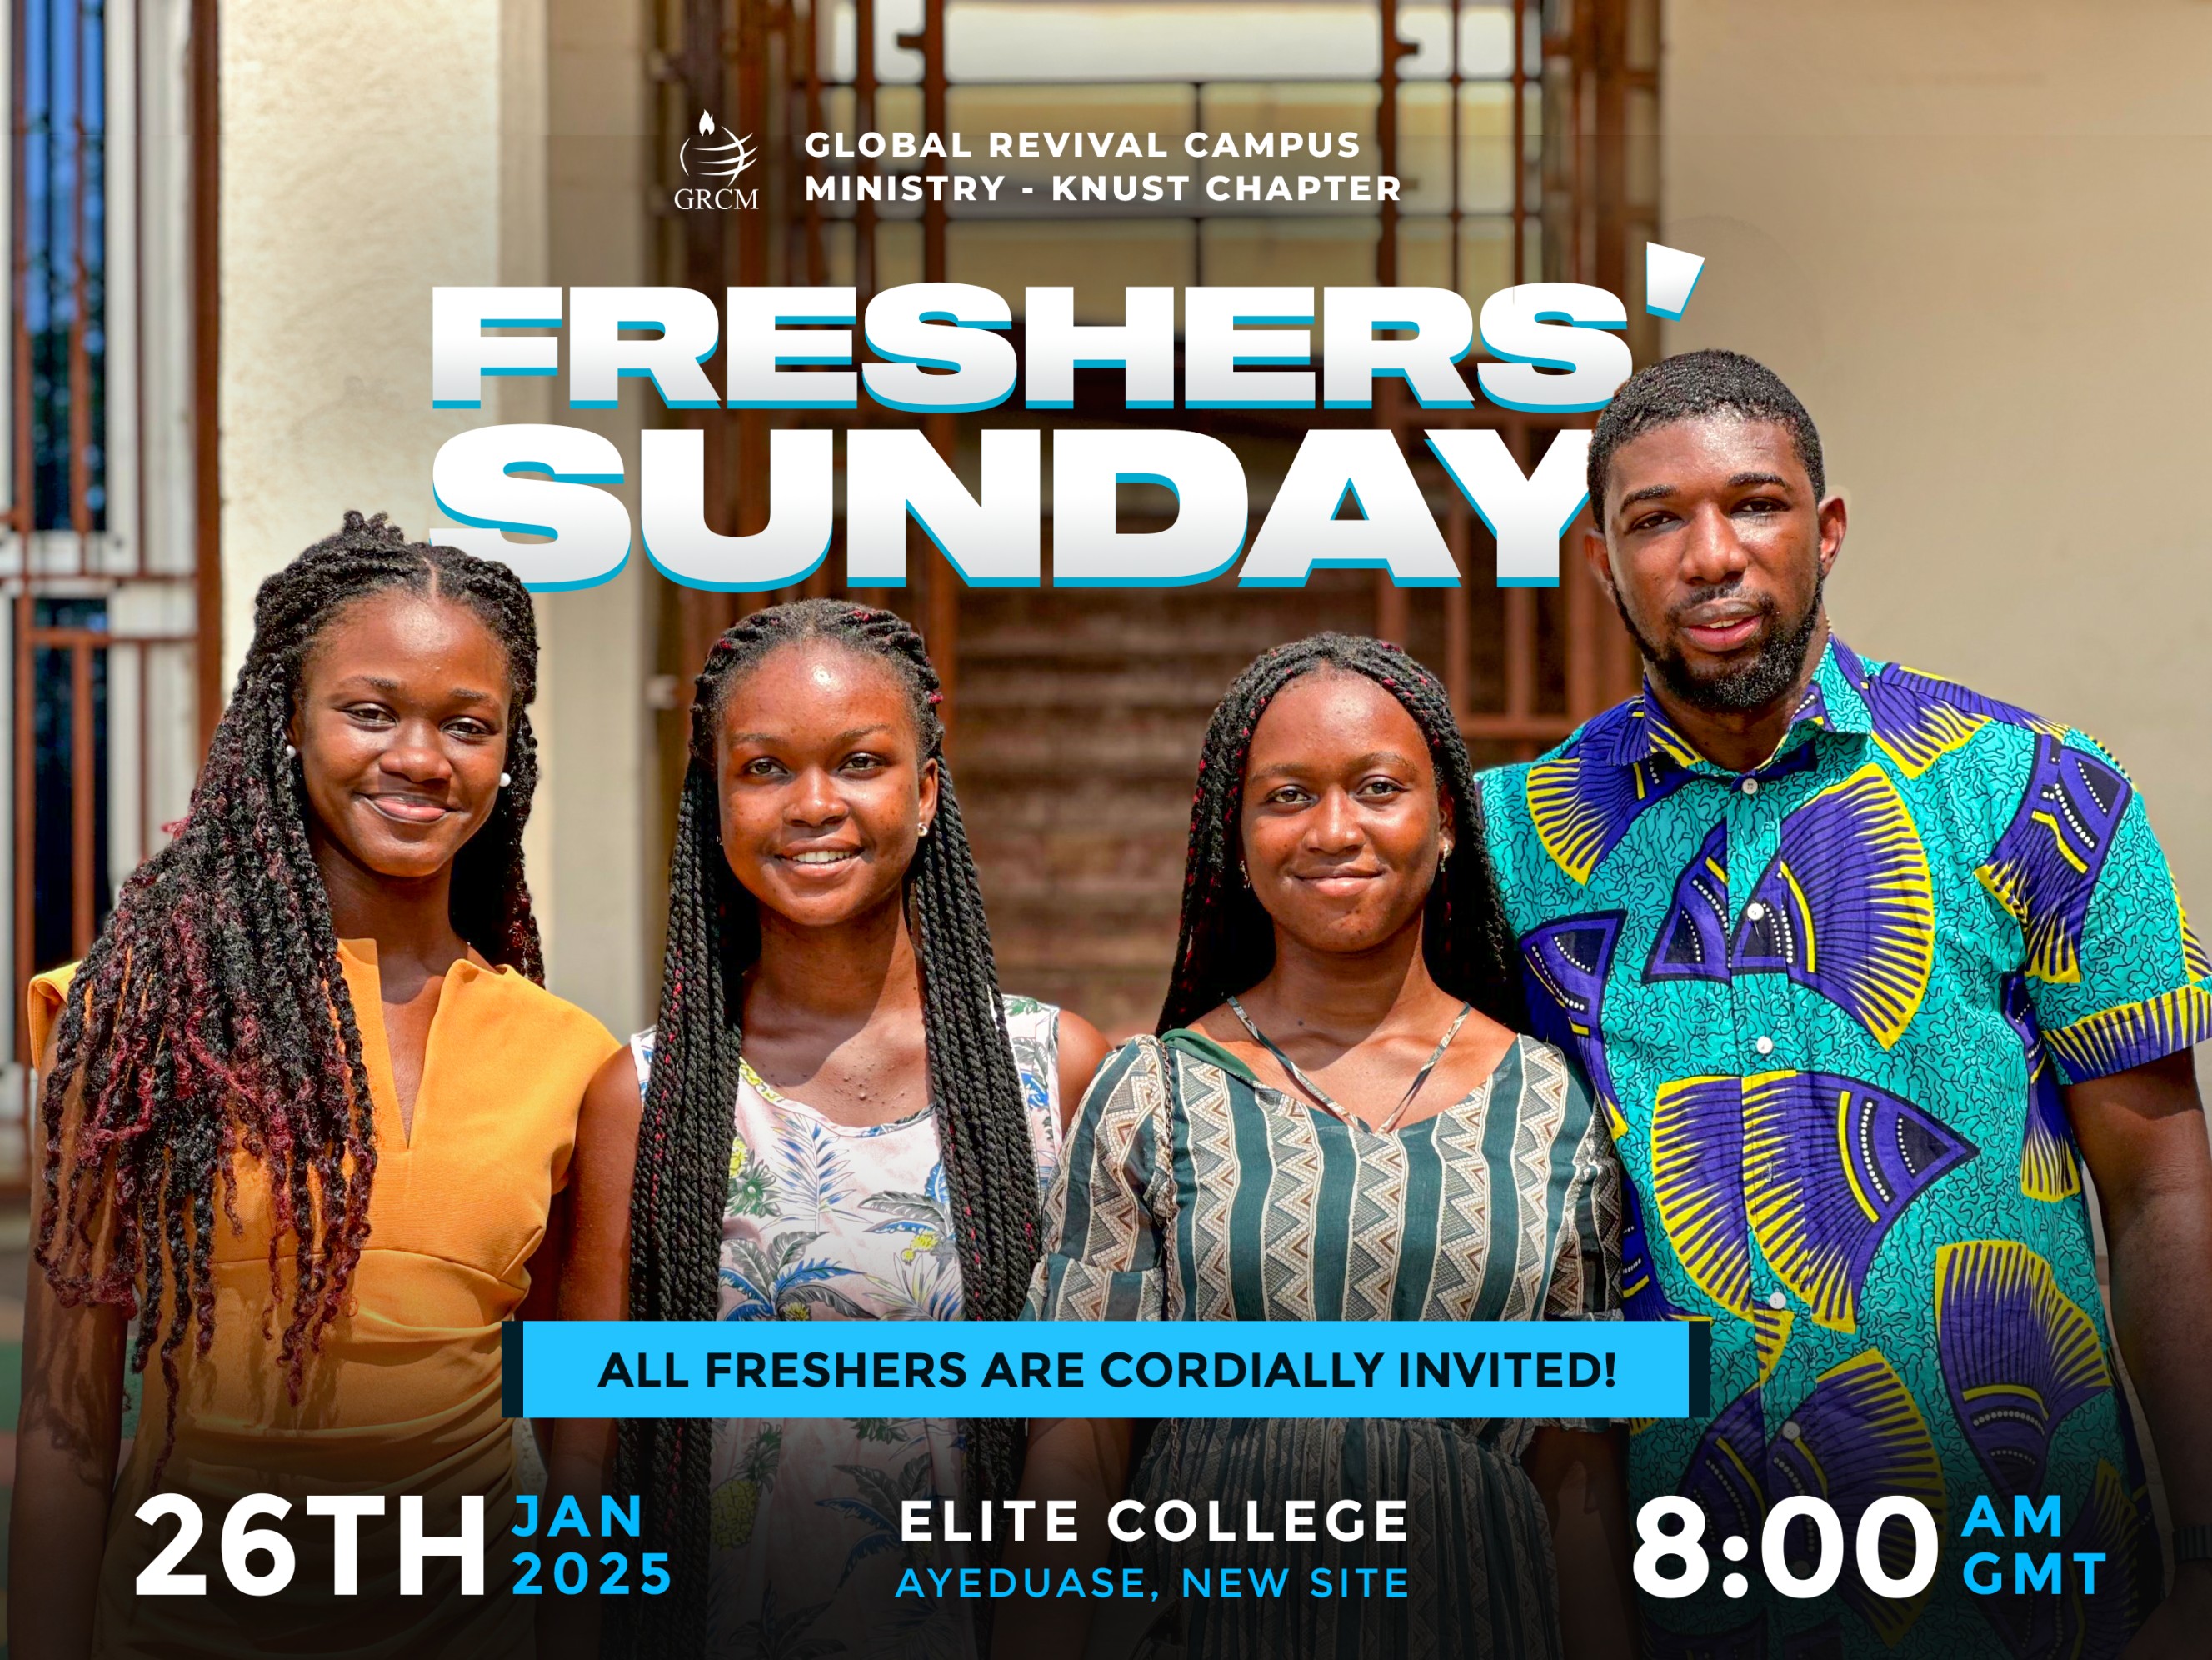 GRCM
GLOBAL REVIVAL CAMPUS
MINISTRY - KNUST CHAPTER
FRESHERS'
SUNDAY
ALL FRESHERS ARE CORDIALLY INVITED!
26TH JAN 2025
ELITE COLLEGE
AYEDUASE, NEW SITE
8:00 AM GMT